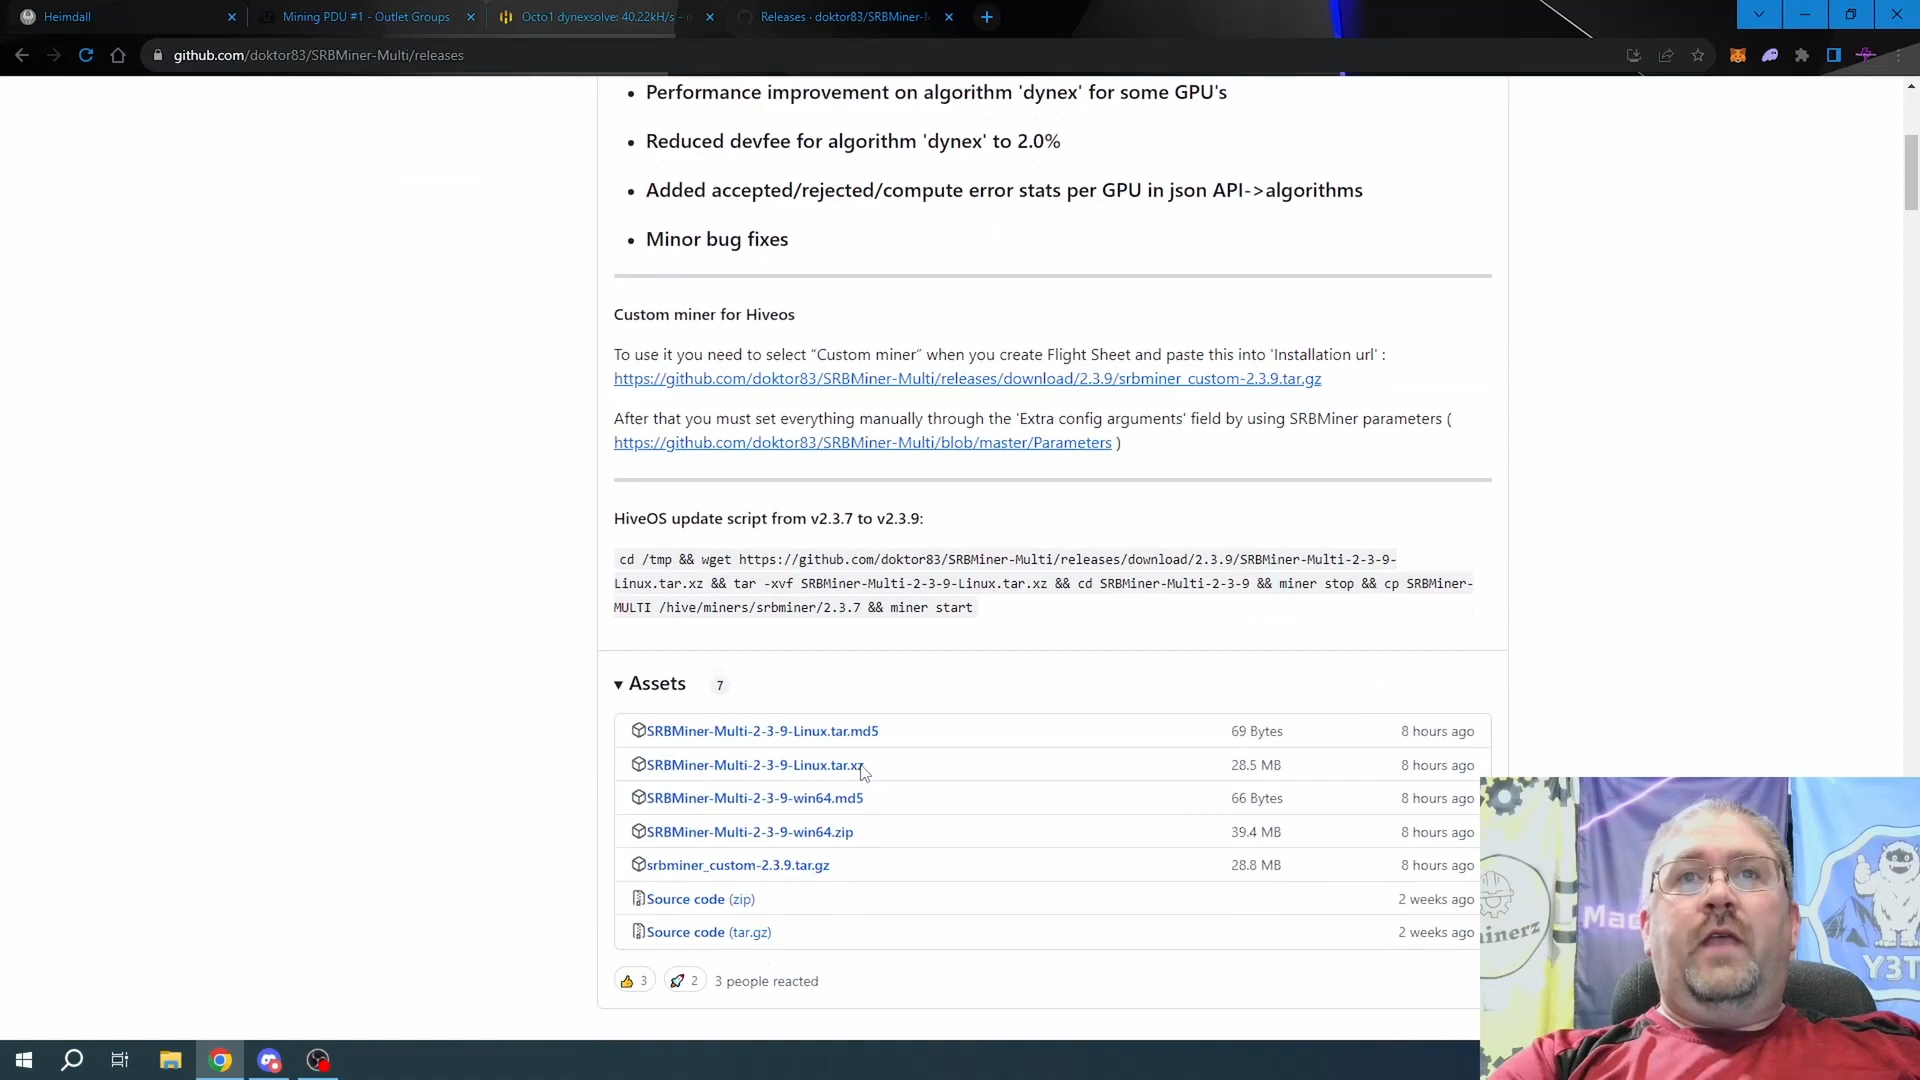 Heimdall
Mining PDU #1 - Outlet Groups
Octo1 dynexsolve: 40.22kH/s -
Releases · doktor83/SRBMiner-
github.com/doktor83/SRBMiner-Multi/releases
Performance improvement on algorithm 'dynex' for some GPU's
Reduced devfee for algorithm 'dynex' to 2.0%
Added accepted/rejected/compute error stats per GPU in json API->algorithms
Minor bug fixes
Custom miner for Hiveos
To use it you need to select “Custom miner” when you create Flight Sheet and paste this into 'Installation url' :
https://github.com/doktor83/SRBMiner-Multi/releases/download/2.3.9/srbminer_custom-2.3.9.tar.gz
After that you must set everything manually through the 'Extra config arguments' field by using SRBMiner parameters (
https://github.com/doktor83/SRBMiner-Multi/blob/master/Parameters )
HiveOS update script from v2.3.7 to v2.3.9:
cd /tmp && wget https://github.com/doktor83/SRBMiner-Multi/releases/download/2.3.9/SRBMiner-Multi-2-3-9-
Linux.tar.xz && tar -xvf SRBMiner-Multi-2-3-9-Linux.tar.xz && cd SRBMiner-Multi-2-3-9 && miner stop && cp SRBMiner-
MULTI /hive/miners/srbminer/2.3.7 && miner start
Assets 7
SRBMiner-Multi-2-3-9-Linux.tar.md5 69 Bytes 8 hours ago
SRBMiner-Multi-2-3-9-Linux.tar.xz 28.5 MB 8 hours ago
SRBMiner-Multi-2-3-9-win64.md5 66 Bytes 8 hours ago
SRBMiner-Multi-2-3-9-win64.zip 39.4 MB 8 hours ago
srbminer_custom-2.3.9.tar.gz 28.8 MB 8 hours ago
Source code (zip) 2 weeks ago
Source code (tar.gz) 2 weeks ago
3 2 3 people reacted
minerz
Mad
Y3T